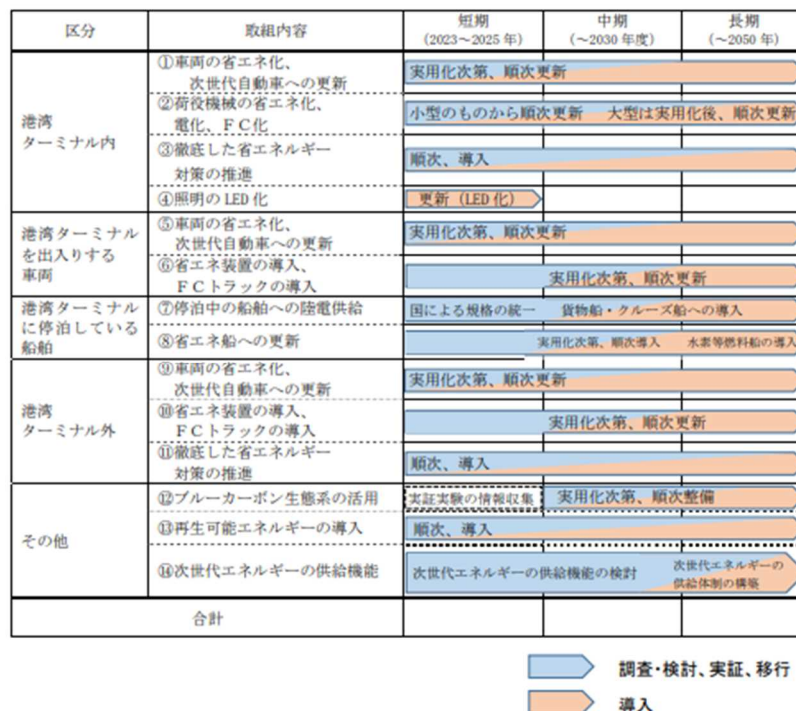 区分
取組内容
短期
(2023～2025 年)
中期
(～2030 年度)
長期
(～2050 年)
港湾
ターミナル内
①車両の省エネ化、
次世代自動車への更新
実用化次第、順次更新
②荷役機械の省エネ化、
電化、ＦＣ化
小型のものから順次更新 大型は実用化後、順次更新
③徹底した省エネルギー
対策の推進
順次、導入
④照明の LED 化
更新（LED 化）
港湾ターミナル
を出入りする
車両
⑤車両の省エネ化、
次世代自動車への更新
実用化次第、順次更新
⑥省エネ装置の導入、
ＦＣトラックの導入
実用化次第、順次更新
港湾ターミナル
に停泊している
船舶
⑦停泊中の船舶への陸電供給
国による規格の統一 貨物船・クルーズ船への導入
⑧省エネ船への更新
実用化次第、順次導入 水素等燃料船の導入
港湾
ターミナル外
⑨車両の省エネ化、
次世代自動車への更新
実用化次第、順次更新
⑩省エネ装置の導入、
ＦＣトラックの導入
実用化次第、順次更新
⑪徹底した省エネルギー
対策の推進
順次、導入
その他
⑫ブルーカーボン生態系の活用
実証実験の情報収集 実用化次第、順次整備
⑬再生可能エネルギーの導入
順次、導入
⑭次世代エネルギーの供給機能
次世代エネルギーの供給機能の検討
次世代エネルギーの
供給体制の構築
合計
調査・検討、実証、移行
導入